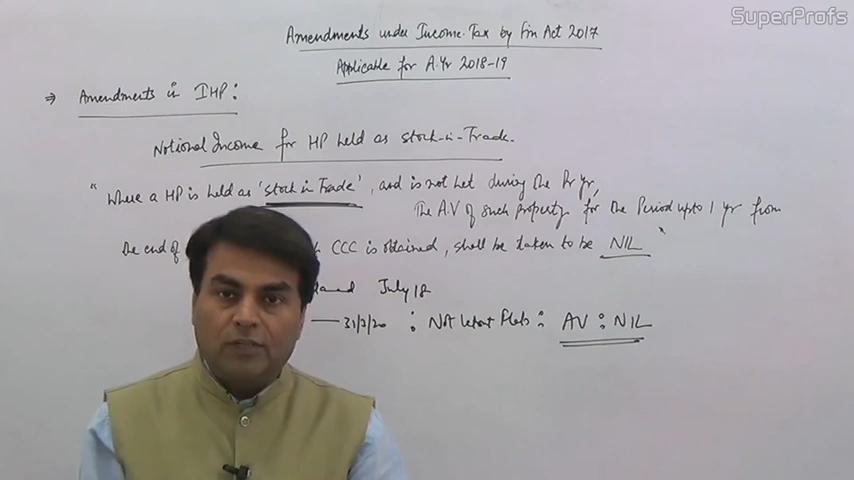 SuperProfs
Amendments under Income Tax by Fin Act 2017
Applicable for A.Yr 2018-19
⇒ Amendments in IHP:
Notional Income for HP held as stock-in-Trade.
"Where a HP is held as 'stock in Trade', and is not let during the Pr Yr,
The A.V of such property for the Period upto 1 yr from
the end of CCC is obtained, shall be taken to be NIL
July 18
31/3/20 : Not letout Flats : AV : NIL